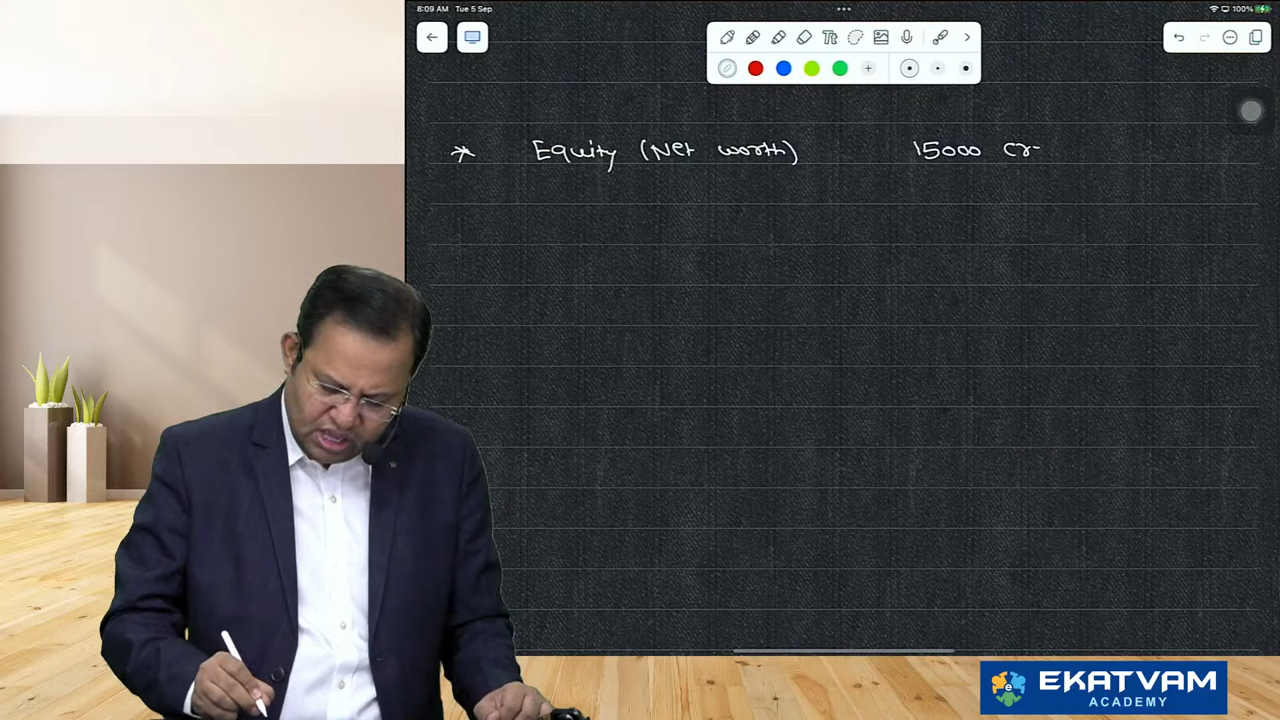 8:09 AM Tue 5 Sep
100%
* Equity (Net worth) 15000 Cr
EKATVAM
ACADEMY